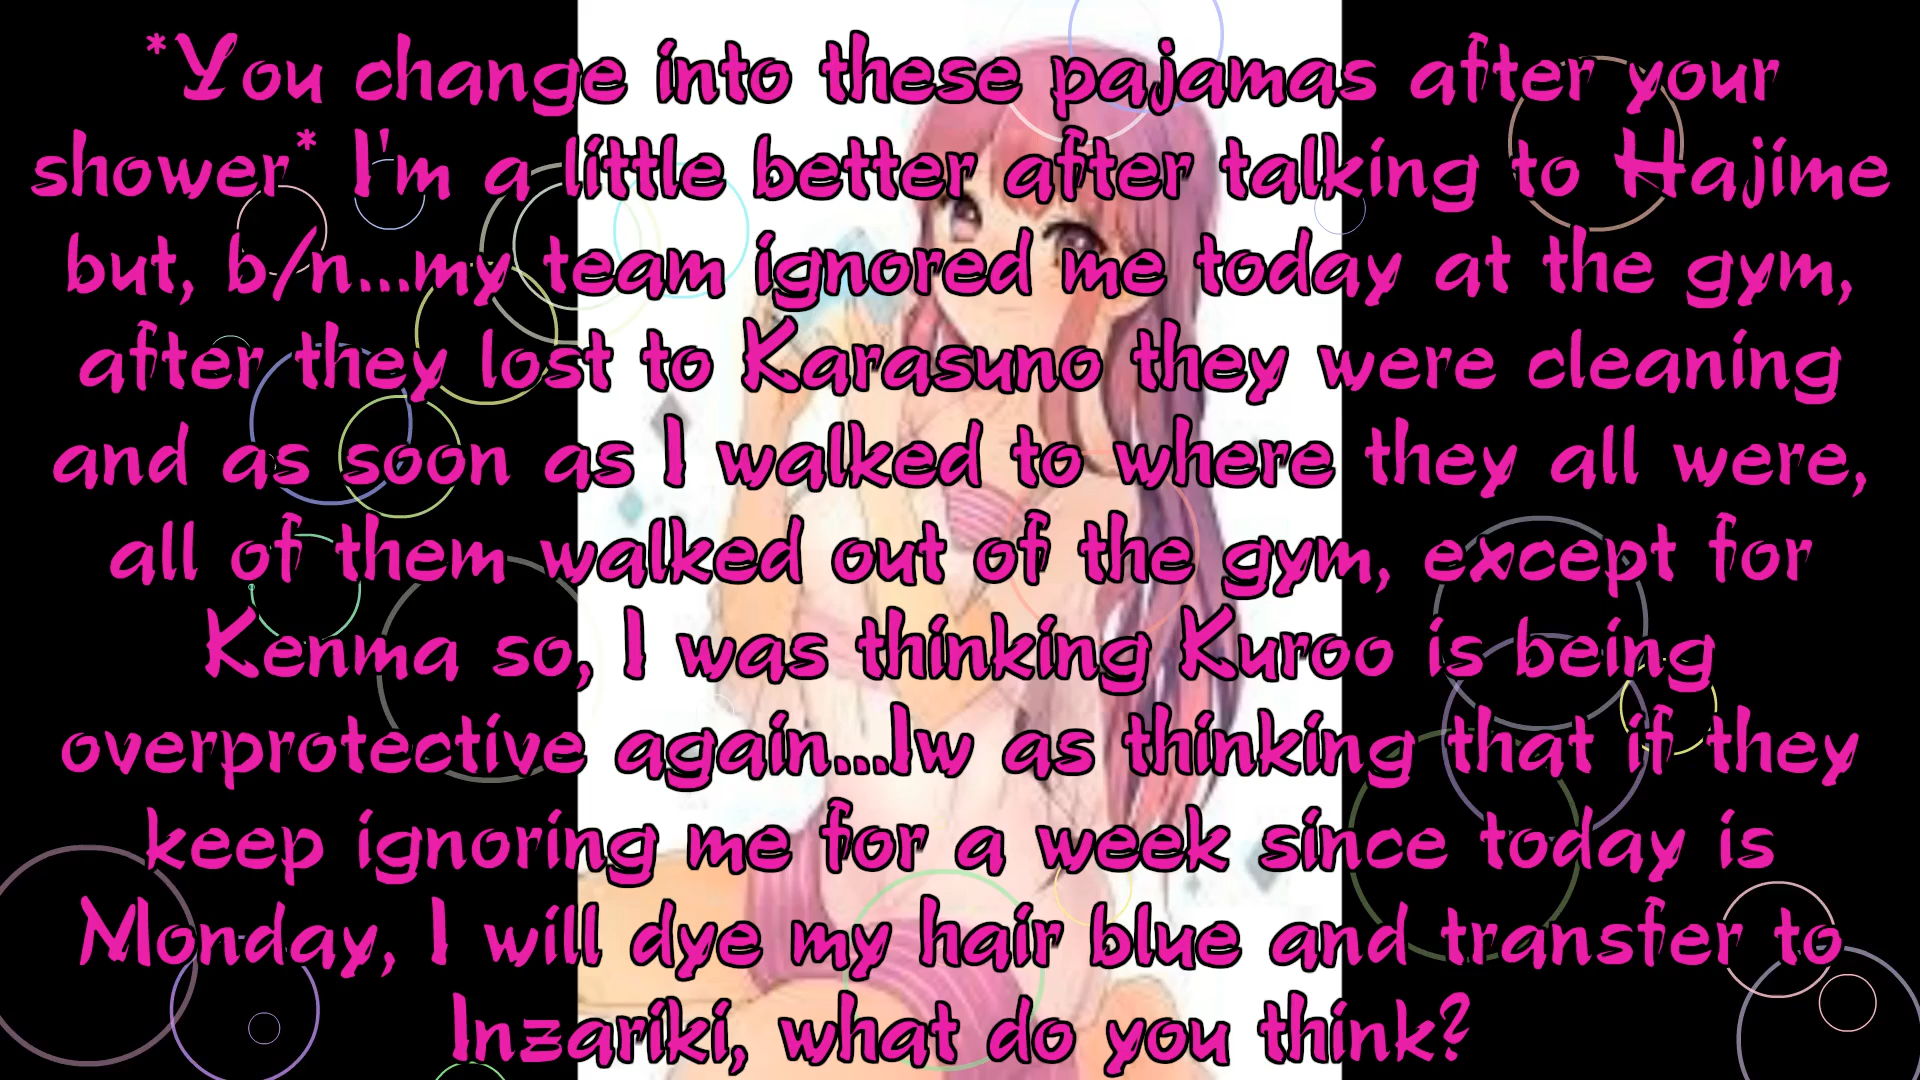 *You change into these pajamas after your
shower* I'm a little better after talking to Hajime
but, b/n...my team ignored me today at the gym,
after they lost to Karasuno they were cleaning
and as soon as I walked to where they all were,
all of them walked out of the gym, except for
Kenma so, I was thinking Kuroo is being
overprotective again...Iw as thinking that if they
keep ignoring me for a week since today is
Monday, I will dye my hair blue and transfer to
Inzariki, what do you think?